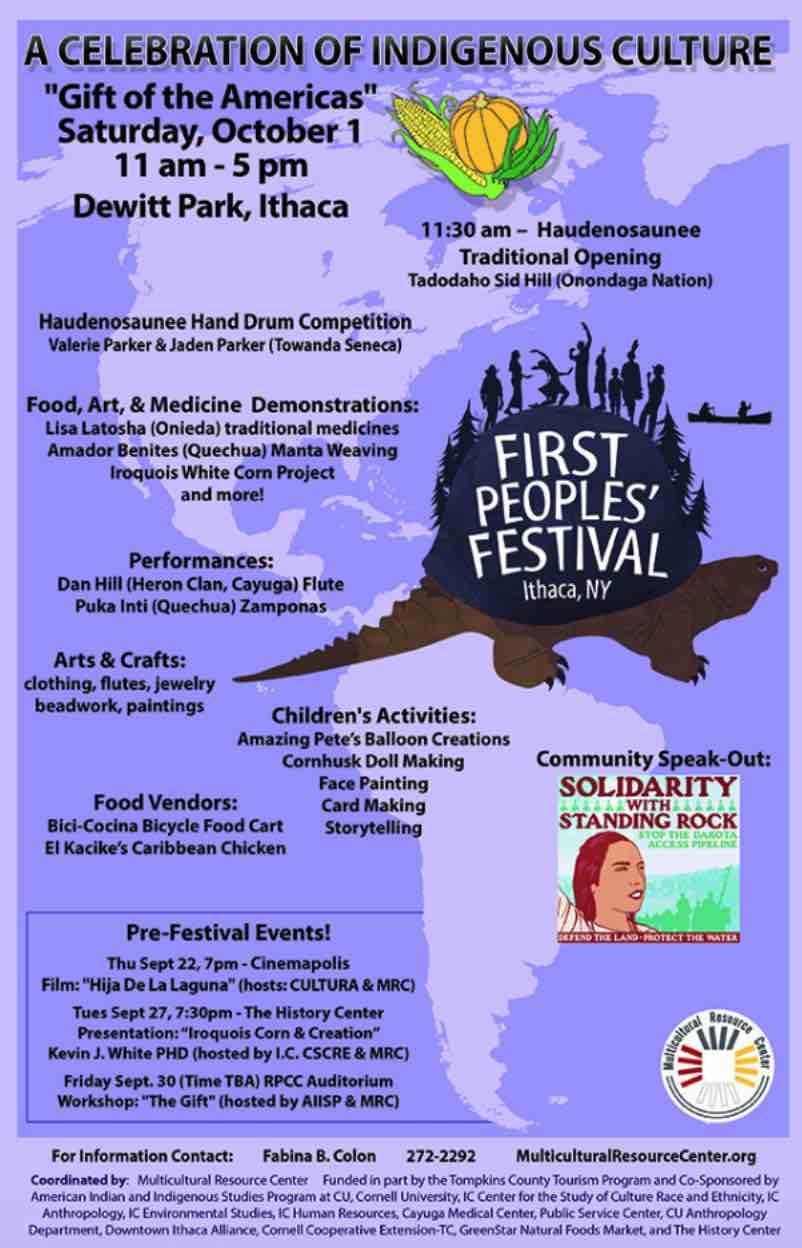 A CELEBRATION OF INDIGENOUS CULTURE
"Gift of the Americas"
Saturday, October 1
11 am - 5 pm
Dewitt Park, Ithaca
11:30 am – Haudenosaunee
Traditional Opening
Tadodaho Sid Hill (Onondaga Nation)
Haudenosaunee Hand Drum Competition
Valerie Parker & Jaden Parker (Towanda Seneca)
Food, Art, & Medicine Demonstrations:
Lisa Latosha (Onieda) traditional medicines
Amador Benites (Quechua) Manta Weaving
Iroquois White Corn Project
and more!
FIRST
PEOPLES'
FESTIVAL
Ithaca, NY
Performances:
Dan Hill (Heron Clan, Cayuga) Flute
Puka Inti (Quechua) Zamponas
Arts & Crafts:
clothing, flutes, jewelry
beadwork, paintings
Children's Activities:
Amazing Pete's Balloon Creations
Cornhusk Doll Making
Face Painting
Card Making
Storytelling
Food Vendors:
Bici-Cocina Bicycle Food Cart
El Kacike's Caribbean Chicken
Community Speak-Out:
SOLIDARITY
WITH
STANDING ROCK
STOP THE DAKOTA
ACCESS PIPELINE
DEFEND THE LAND • PROTECT THE WATER
Pre-Festival Events!
Thu Sept 22, 7pm - Cinemapolis
Film: "Hija De La Laguna" (hosts: CULTURA & MRC)
Tues Sept 27, 7:30pm - The History Center
Presentation: "Iroquois Corn & Creation"
Kevin J. White PHD (hosted by I.C. CSCRE & MRC)
Friday Sept. 30 (Time TBA) RPCC Auditorium
Workshop: "The Gift" (hosted by AIISP & MRC)
Multicultural Resource Center
For Information Contact: Fabina B. Colon 272-2292 MulticulturalResourceCenter.org
Coordinated by: Multicultural Resource Center Funded in part by the Tompkins County Tourism Program and Co-Sponsored by
American Indian and Indigenous Studies Program at CU, Cornell University, IC Center for the Study of Culture Race and Ethnicity, IC
Anthropology, IC Environmental Studies, IC Human Resources, Cayuga Medical Center, Public Service Center, CU Anthropology
Department, Downtown Ithaca Alliance, Cornell Cooperative Extension-TC, GreenStar Natural Foods Market, and The History Center